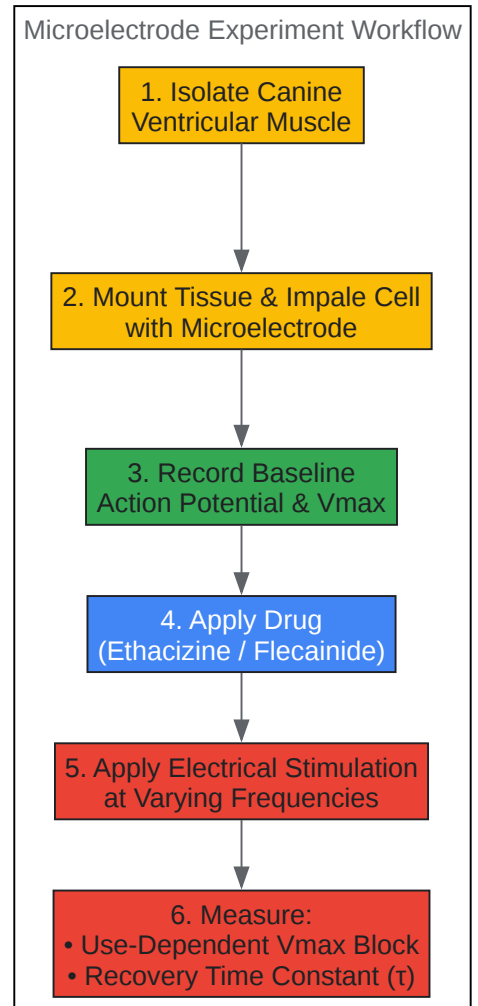 Microelectrode Experiment Workflow
1. Isolate Canine
Ventricular Muscle
2. Mount Tissue & Impale Cell
with Microelectrode
3. Record Baseline
Action Potential & Vmax
4. Apply Drug
(Ethacizine / Flecainide)
5. Apply Electrical Stimulation
at Varying Frequencies
6. Measure:
• Use-Dependent Vmax Block
• Recovery Time Constant (τ)